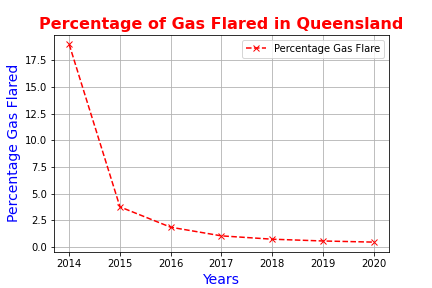 Percentage of Gas Flared in Queensland
Percentage Gas Flare
Percentage Gas Flared
17.5
15.0
12.5
10.0
7.5
5.0
2.5
0.0
2014 2015 2016 2017 2018 2019 2020
Years